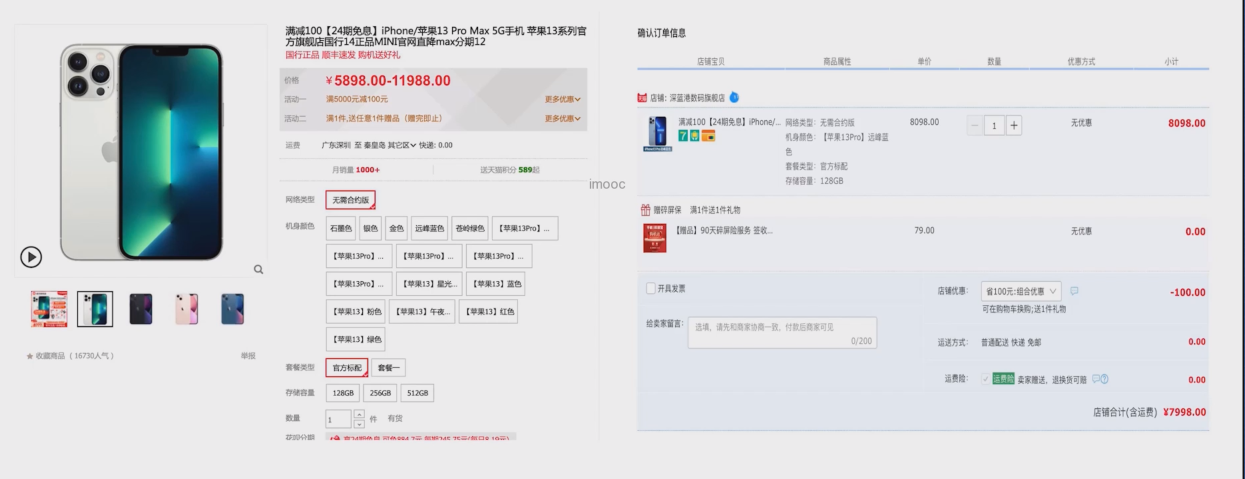 满减100【24期免息】iPhone/苹果13 Pro Max 5G手机 苹果13系列官
方旗舰店国行14正品MINI官网直降max分期12
国行正品 顺丰速发 购机送好礼
价格
¥5898.00-11988.00
活动一
满5000元减100元
更多优惠
活动二
满1件,送任意1件赠品（赠完即止）
更多优惠
运费
广东深圳 至 秦皇岛 其它区 快递: 0.00
月销量 1000+
送天猫积分 589起
网络类型
无需合约版
机身颜色
石墨色
银色
金色
远峰蓝色
苍岭绿色
【苹果13Pro】...
【苹果13Pro】...
【苹果13Pro】...
【苹果13Pro】...
【苹果13Pro】...
【苹果13】星光...
【苹果13】蓝色
【苹果13】粉色
【苹果13】午夜...
【苹果13】红色
【苹果13】绿色
套餐类型
官方标配
套餐一
存储容量
128GB
256GB
512GB
数量
1
件
有货
收藏商品（16730人气）
举报
imooc
确认订单信息
店铺宝贝
商品属性
单价
数量
优惠方式
小计
店铺: 深蓝港数码旗舰店
满减100【24期免息】iPhone/...
网络类型: 无需合约版
机身颜色: 【苹果13Pro】远峰蓝
色
套餐类型: 官方标配
存储容量: 128GB
8098.00
1
无优惠
8098.00
赠碎屏保 满1件送1件礼物
【赠品】90天碎屏险服务 签收...
79.00
无优惠
0.00
开具发票
店铺优惠:
省100元:组合优惠
-100.00
可在购物车换购;送1件礼物
给卖家留言:
选填，请先和商家协商一致，付款后商家可见
0/200
运送方式:
普通配送 快递 免邮
0.00
运费险:
运费险 卖家赠送，退换货可赔
0.00
店铺合计(含运费) ¥7998.00